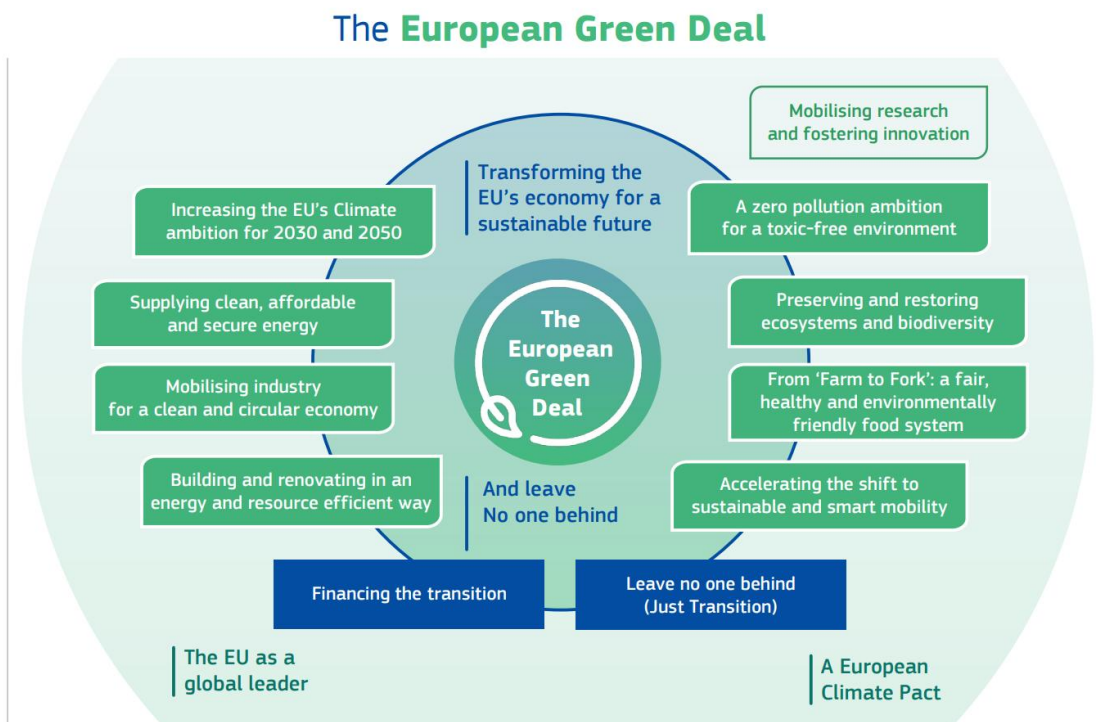 The European Green Deal
Mobilising research
and fostering innovation
Transforming the
EU's economy for a
sustainable future
Increasing the EU's Climate
ambition for 2030 and 2050
A zero pollution ambition
for a toxic-free environment
Supplying clean, affordable
and secure energy
Preserving and restoring
ecosystems and biodiversity
The
European
Green
Deal
Mobilising industry
for a clean and circular economy
From ‘Farm to Fork’: a fair,
healthy and environmentally
friendly food system
Building and renovating in an
energy and resource efficient way
And leave
No one behind
Accelerating the shift to
sustainable and smart mobility
Financing the transition
Leave no one behind
(Just Transition)
The EU as a
global leader
A European
Climate Pact